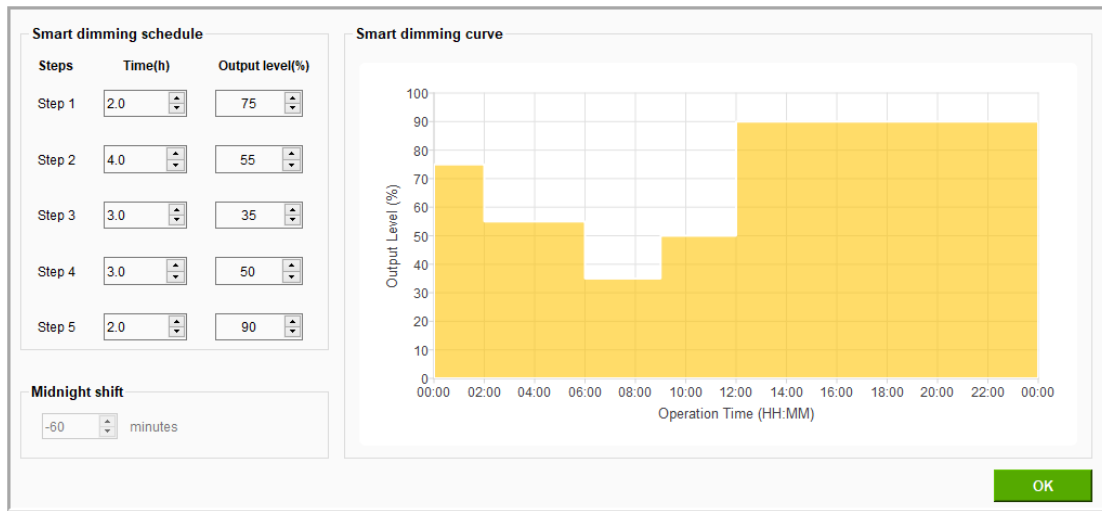 Smart dimming schedule
Steps Time(h) Output level(%)
Step 1 2.0 75
Step 2 4.0 55
Step 3 3.0 35
Step 4 3.0 50
Step 5 2.0 90
Midnight shift
-60 minutes
Smart dimming curve
Output Level (%)
100
90
80
70
60
50
40
30
20
10
0
00:00 02:00 04:00 06:00 08:00 10:00 12:00 14:00 16:00 18:00 20:00 22:00 00:00
Operation Time (HH:MM)
OK